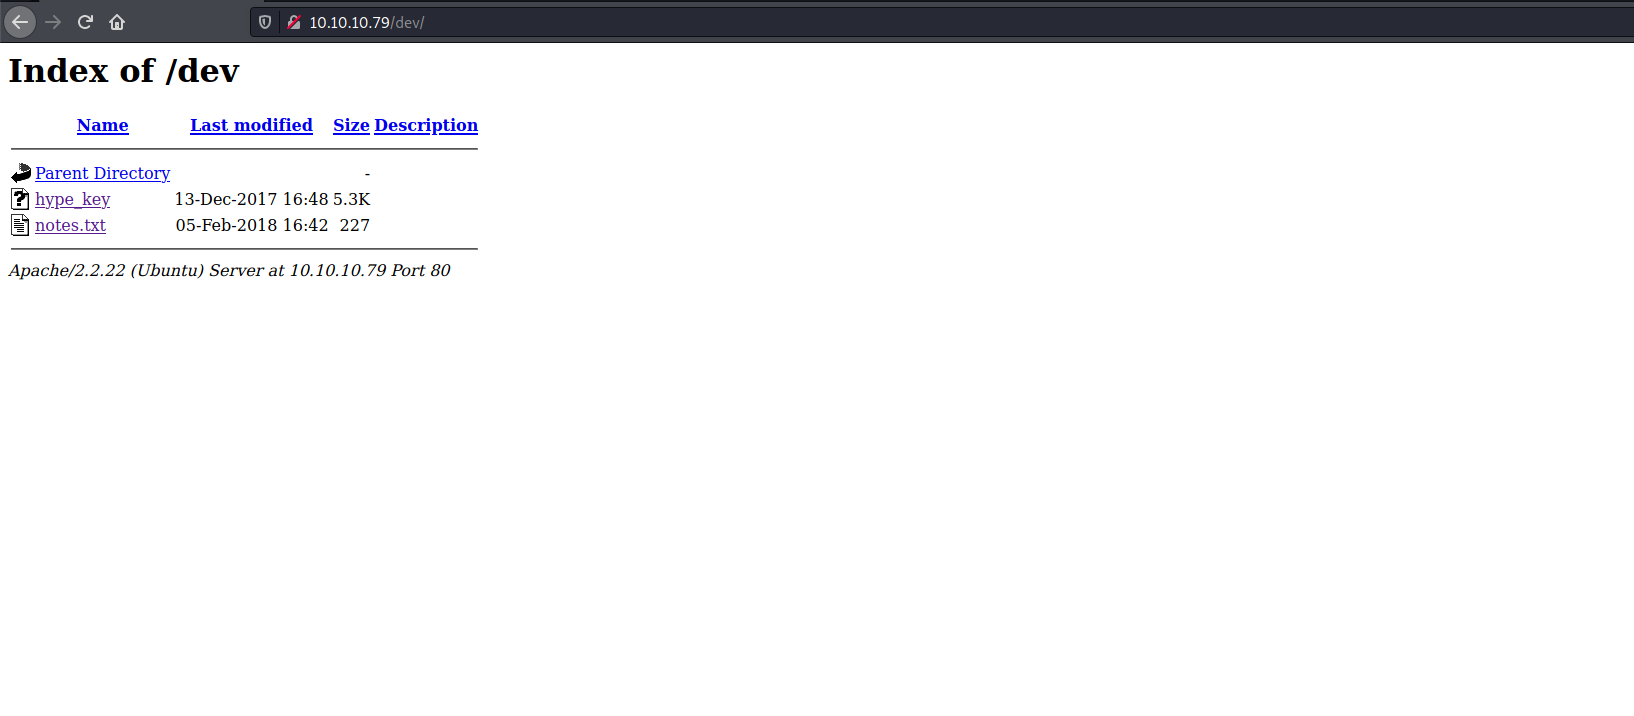 10.10.10.79/dev/
Index of /dev
Name Last modified Size Description
Parent Directory -
hype_key 13-Dec-2017 16:48 5.3K
notes.txt 05-Feb-2018 16:42 227
Apache/2.2.22 (Ubuntu) Server at 10.10.10.79 Port 80